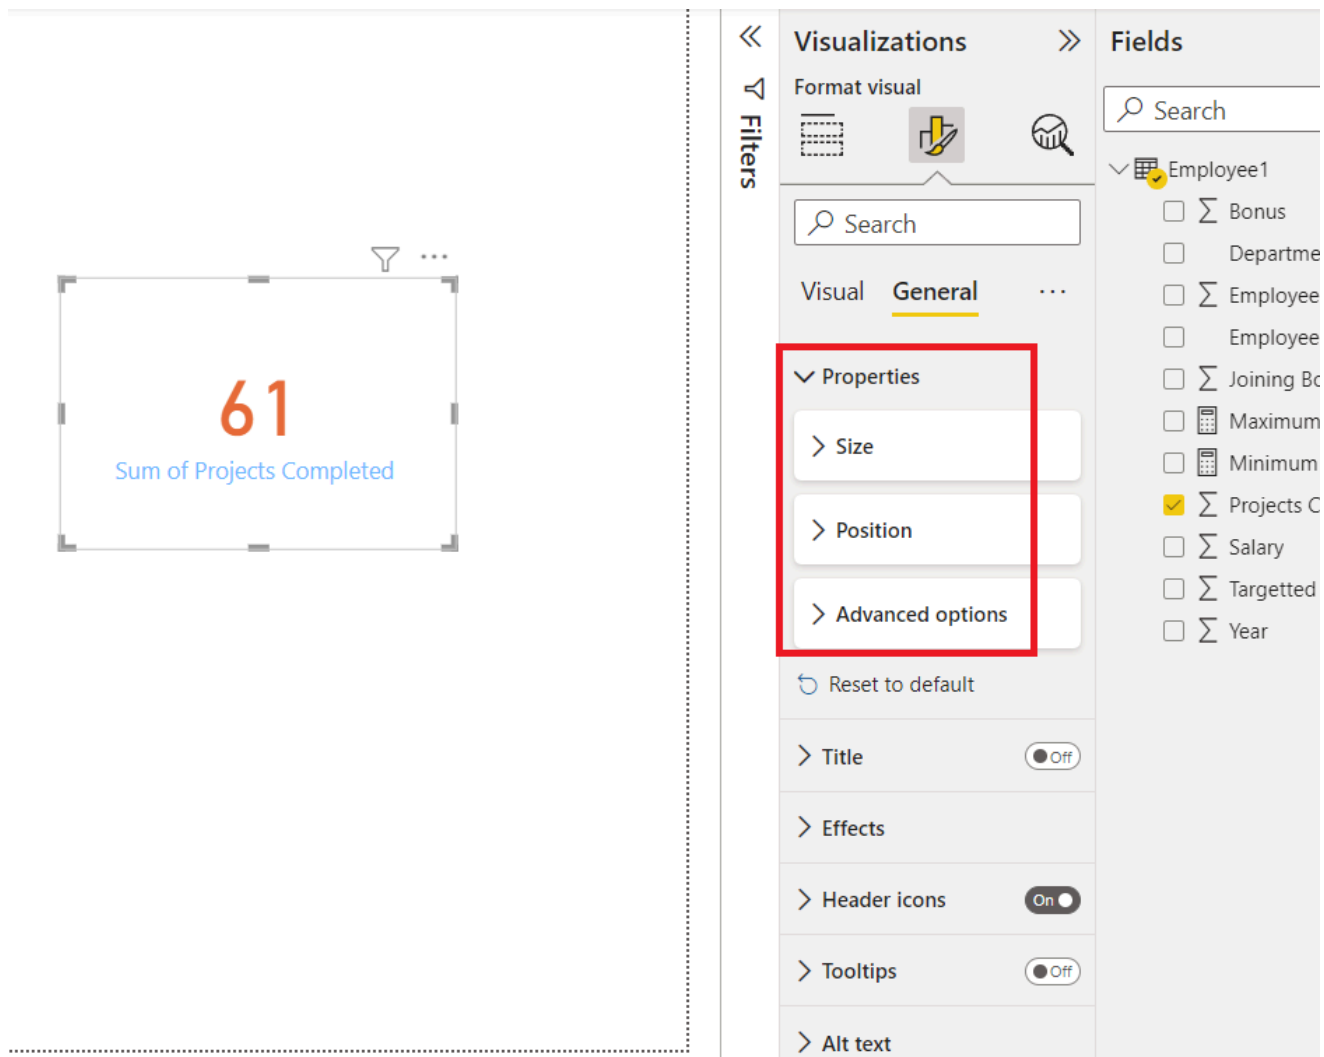 61
Sum of Projects Completed
Filters
Visualizations
Format visual
Search
Visual General
Properties
Size
Position
Advanced options
Reset to default
Title Off
Effects
Header icons On
Tooltips Off
Alt text
Fields
Search
Employee1
Bonus
Departme
Employee
Employee
Joining Bo
Maximum
Minimum
Projects C
Salary
Targetted
Year